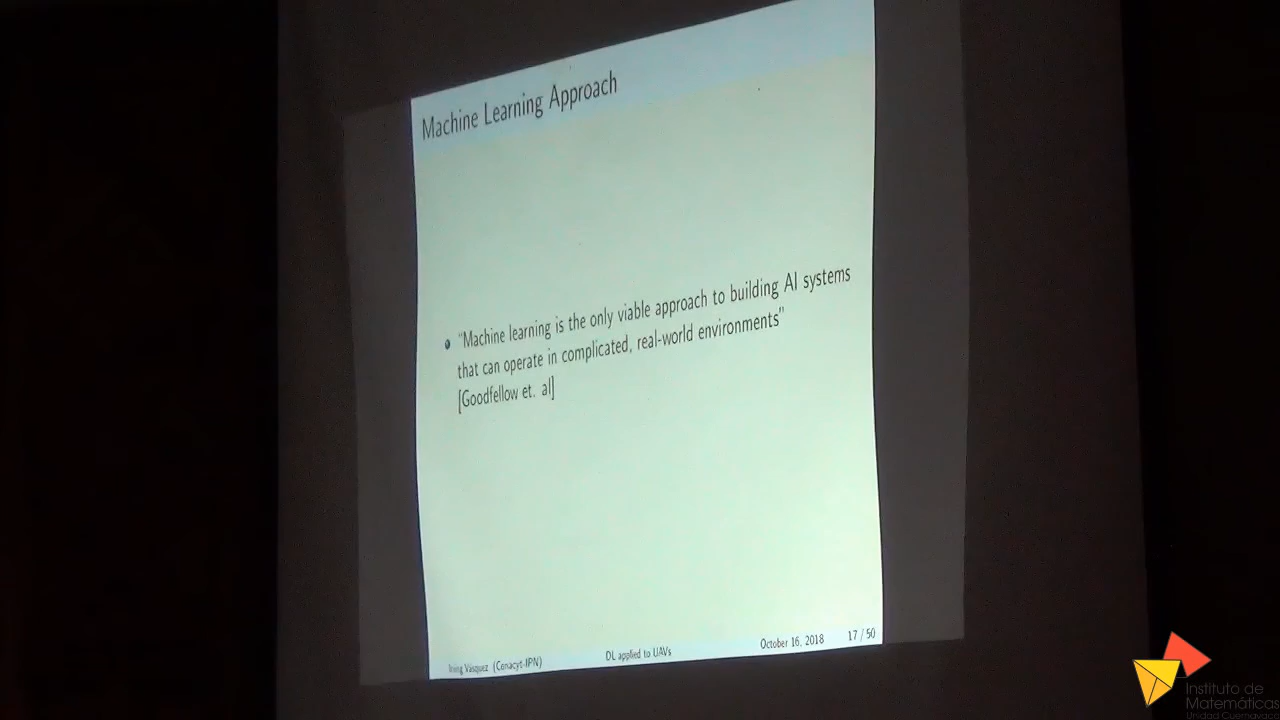 Machine Learning Approach
“Machine learning is the only viable approach to building AI systems
that can operate in complicated, real-world environments”
[Goodfellow et. al]
Irving Vasquez (Cenacyt-IPN)
DL applied to UAVs
October 16, 2018
17 / 50
Instituto de
Matemáticas
Unidad Cuernavaca